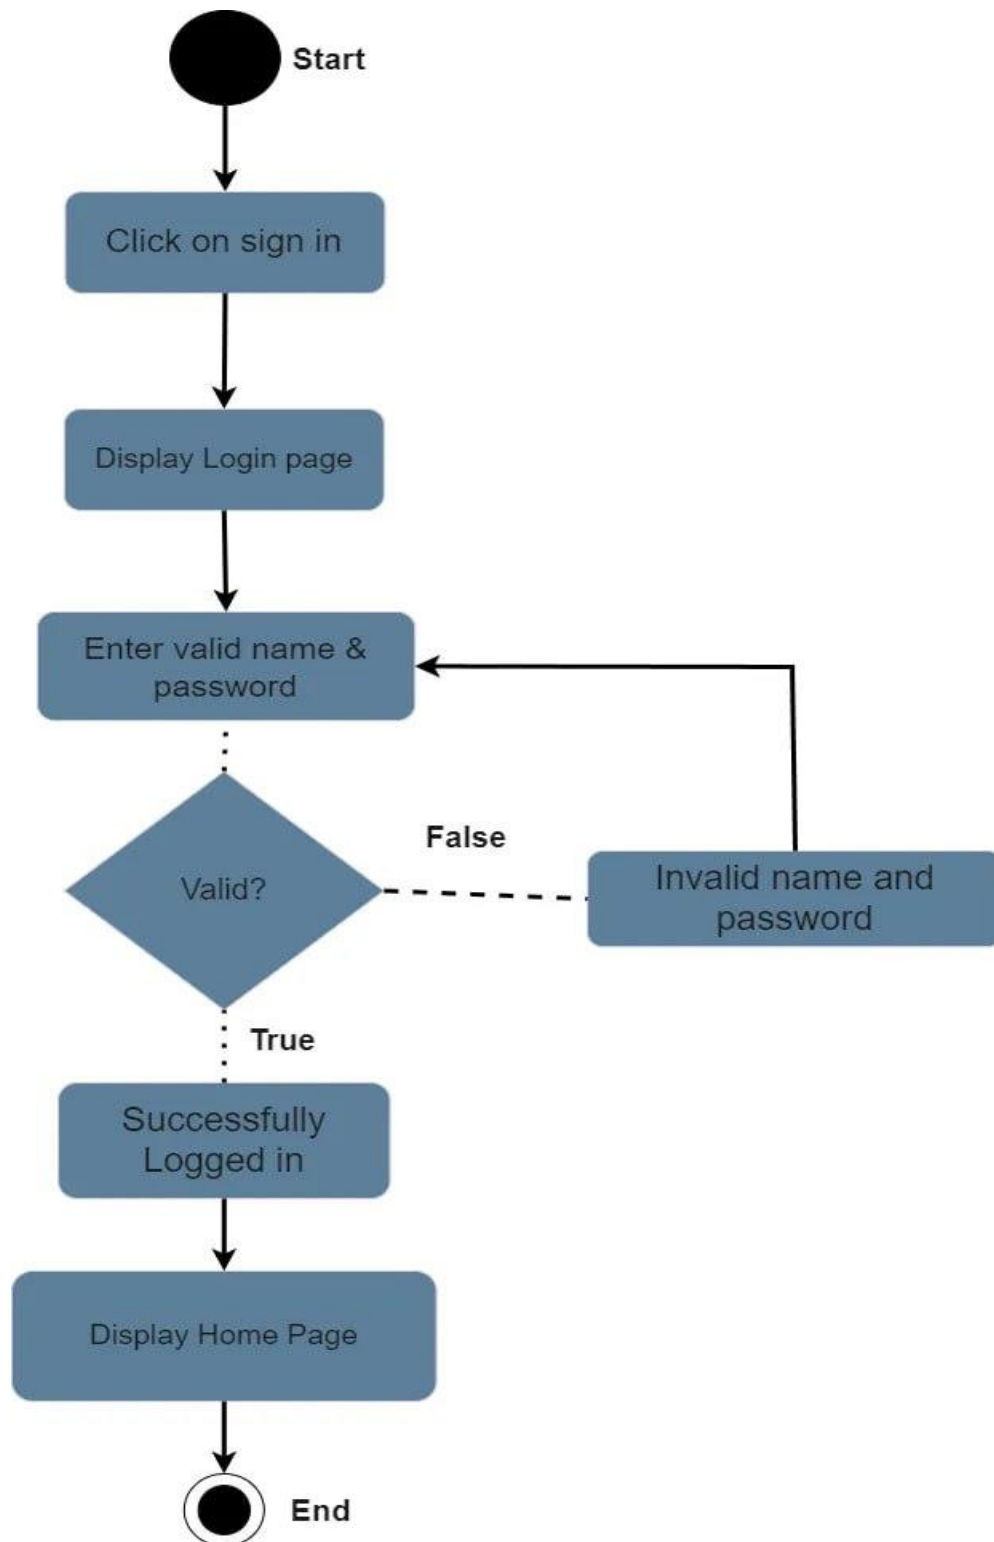 Start
Click on sign in
Display Login page
Enter valid name &
password
False
Valid?
Invalid name and
password
True
Successfully
Logged in
Display Home Page
End